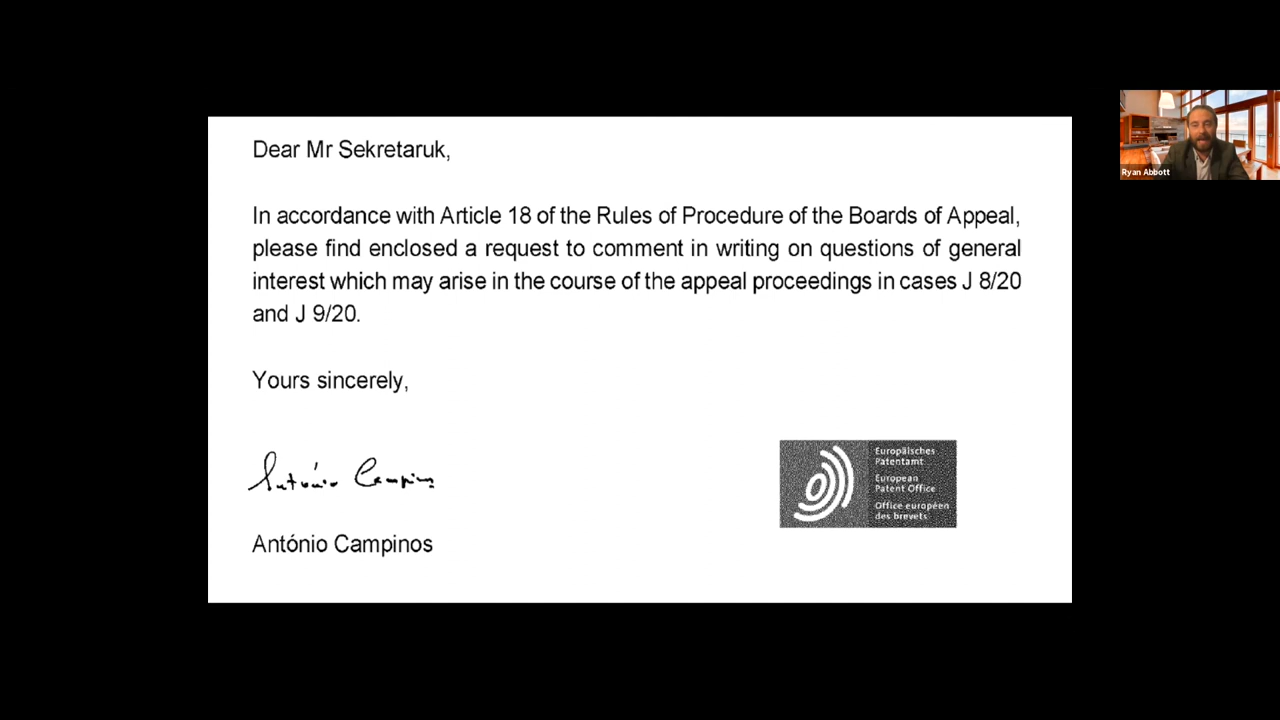 Dear Mr Sekretaruk,
In accordance with Article 18 of the Rules of Procedure of the Boards of Appeal,
please find enclosed a request to comment in writing on questions of general
interest which may arise in the course of the appeal proceedings in cases J 8/20
and J 9/20.
Yours sincerely,
António Campinos
António Campinos
Europäisches
Patentamt
European
Patent Office
Office européen
des brevets
Ryan Abbott